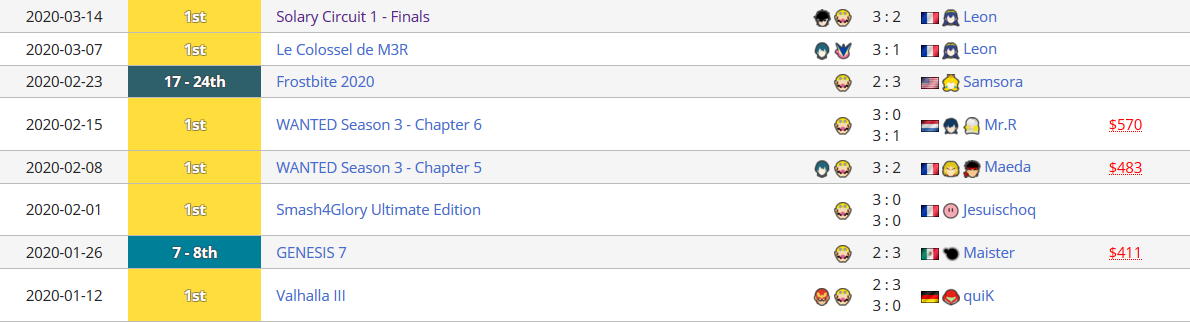 2020-03-14 1st Solary Circuit 1 - Finals 3 : 2 Leon
2020-03-07 1st Le Colossel de M3R 3 : 1 Leon
2020-02-23 17 - 24th Frostbite 2020 2 : 3 Samsora
2020-02-15 1st WANTED Season 3 - Chapter 6 3 : 0 3 : 1 Mr.R $570
2020-02-08 1st WANTED Season 3 - Chapter 5 3 : 2 Maeda $483
2020-02-01 1st Smash4Glory Ultimate Edition 3 : 0 3 : 0 Jesuischoq
2020-01-26 7 - 8th GENESIS 7 2 : 3 Maister $411
2020-01-12 1st Valhalla III 2 : 3 3 : 0 quiK